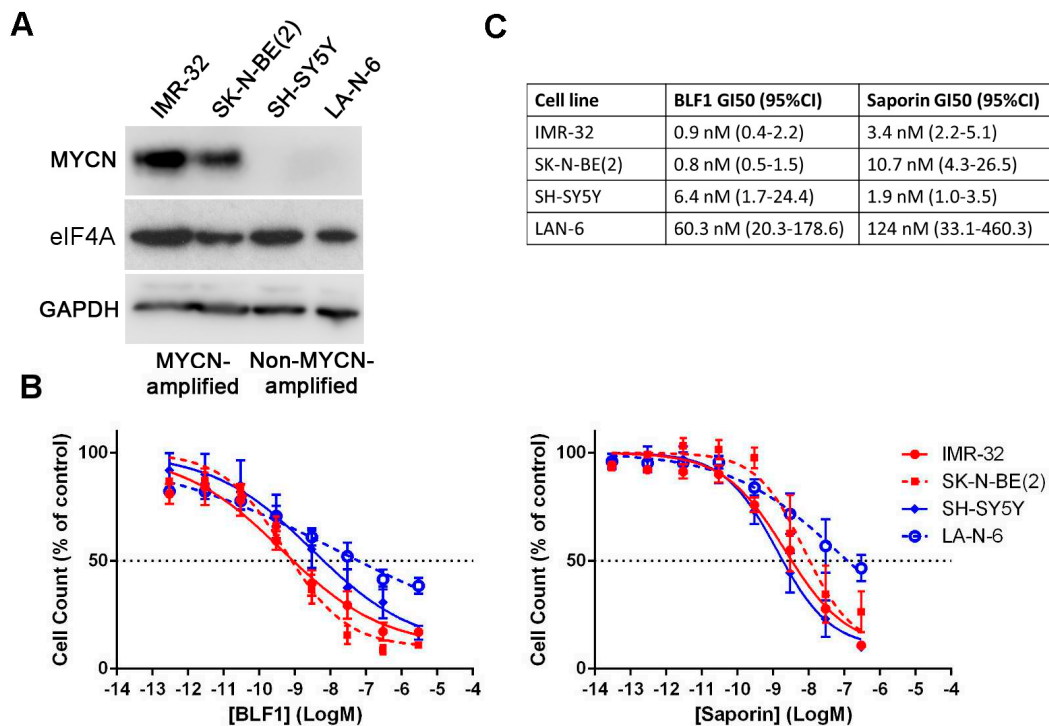 A
IMR-32
SK-N-BE(2)
SH-SY5Y
LA-N-6
MYCN
eIF4A
GAPDH
MYCN-
amplified
Non-MYCN-
amplified
C
Cell line BLF1 GI50 (95%CI) Saporin GI50 (95%CI)
IMR-32 0.9 nM (0.4-2.2) 3.4 nM (2.2-5.1)
SK-N-BE(2) 0.8 nM (0.5-1.5) 10.7 nM (4.3-26.5)
SH-SY5Y 6.4 nM (1.7-24.4) 1.9 nM (1.0-3.5)
LAN-6 60.3 nM (20.3-178.6) 124 nM (33.1-460.3)
B
Cell Count (% of control)
100
50
0
-14 -13 -12 -11 -10 -9 -8 -7 -6 -5 -4
[BLF1] (LogM)
Cell Count (% of control)
100
50
0
-14 -13 -12 -11 -10 -9 -8 -7 -6 -5 -4
[Saporin] (LogM)
IMR-32
SK-N-BE(2)
SH-SY5Y
LA-N-6